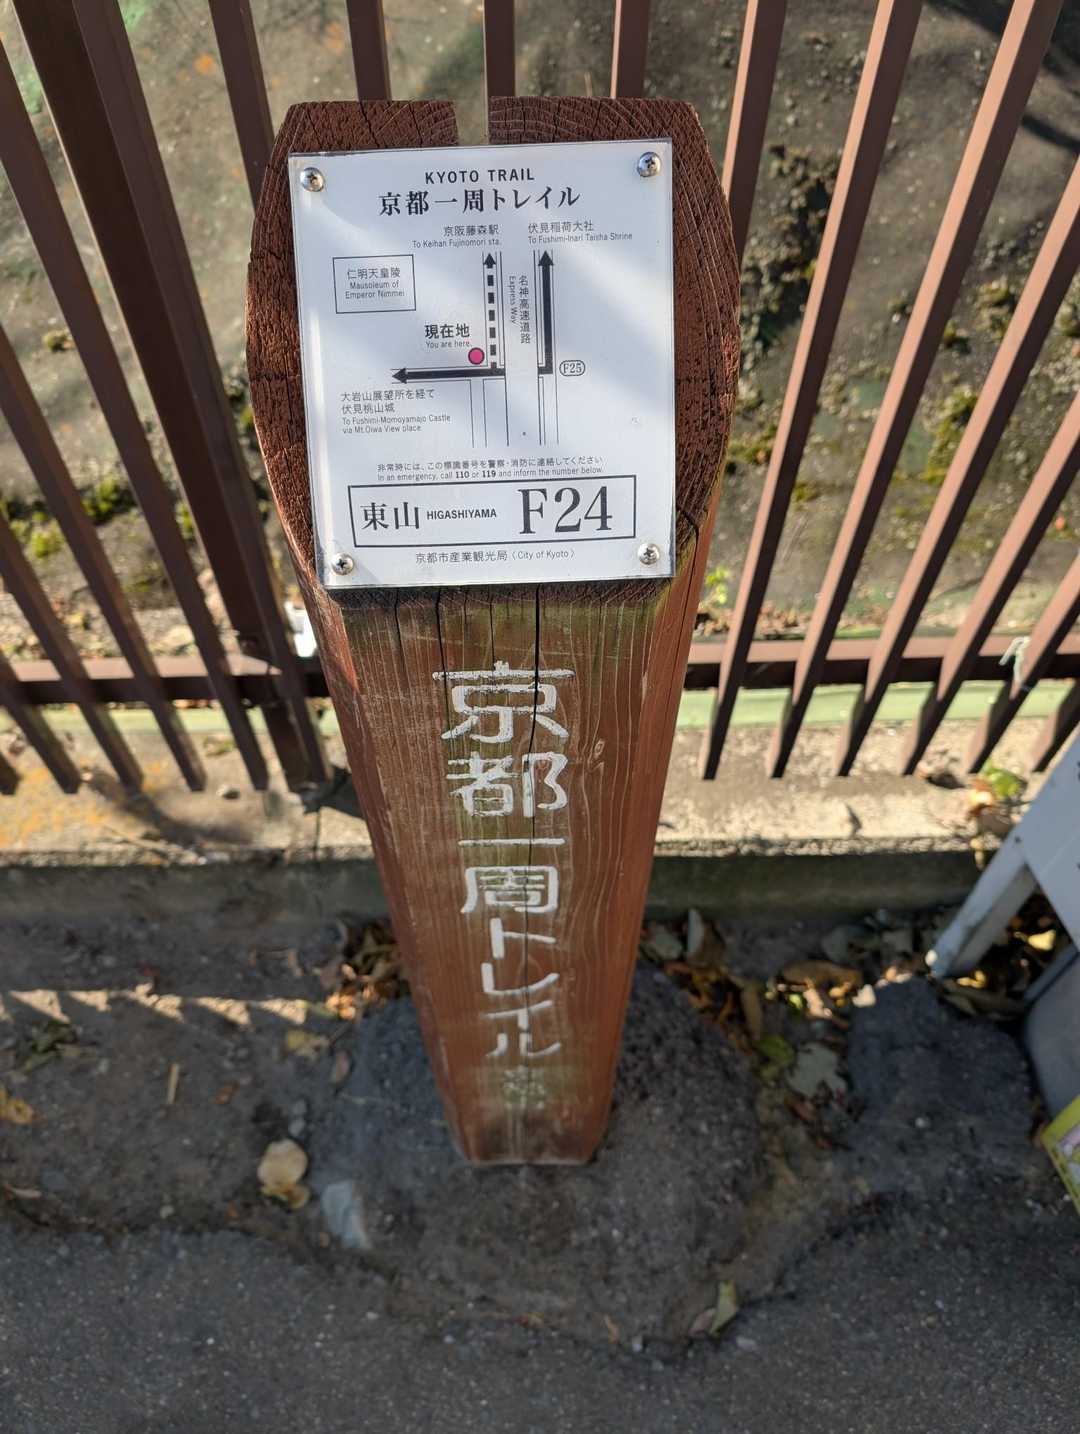 KYOTO TRAIL
京都一周トレイル
京阪藤森駅
To Keihan Fujinomori sta.
伏見稲荷大社
To Fushimi-Inari Taisha Shrine
仁明天皇陵
Mausoleum of
Emperor Nimmei
名神高速道路
Express Way
現在地
You are here.
F25
大岩山展望所を経て
伏見桃山城
To Fushimi-Momoyamajo Castle
via Mt.Oiwa View place
非常時には、この標識番号を警察・消防に連絡してください
In an emergency, call 110 or 119 and inform the number below.
東山 HIGASHIYAMA F24
京都市産業観光局（City of Kyoto）
京都一周トレイル